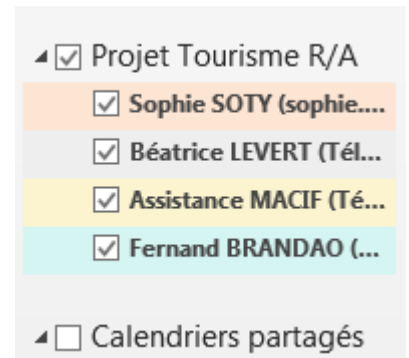 Projet Tourisme R/A
Sophie SOTY (sophie....
Béatrice LEVERT (Tél...
Assistance MACIF (Té...
Fernand BRANDAO (...
Calendriers partagés